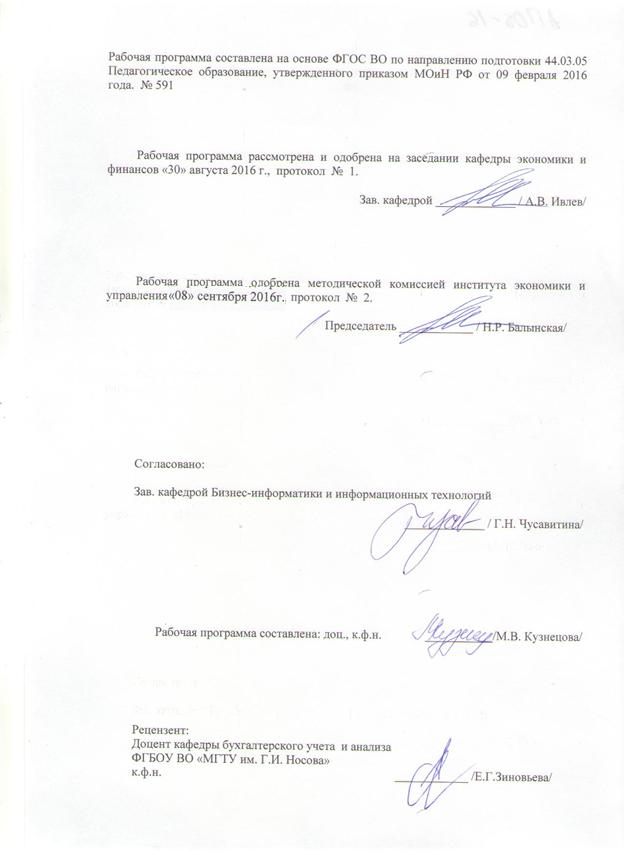 Рабочая программа составлена на основе ФГОС ВО по направлению подготовки 44.03.05
Педагогическое образование, утвержденного приказом МОиН РФ от 09 февраля 2016
года. № 591
Рабочая программа рассмотрена и одобрена на заседании кафедры экономики и
финансов «30» августа 2016 г., протокол № 1.
Зав. кафедрой / А.В. Ивлев/
Рабочая программа одобрена методической комиссией института экономики и
управления «08» сентября 2016г. протокол № 2.
Председатель / Н.Р. Балынская/
Согласовано:
Зав. кафедрой Бизнес-информатики и информационных технологий
/ Г.Н. Чусавитина/
Рабочая программа составлена: доц., к.ф.н. /М.В. Кузнецова/
Рецензент:
Доцент кафедры бухгалтерского учета и анализа
ФГБОУ ВО «МГТУ им. Г.И. Носова»
к.ф.н. /Е.Г.Зиновьева/